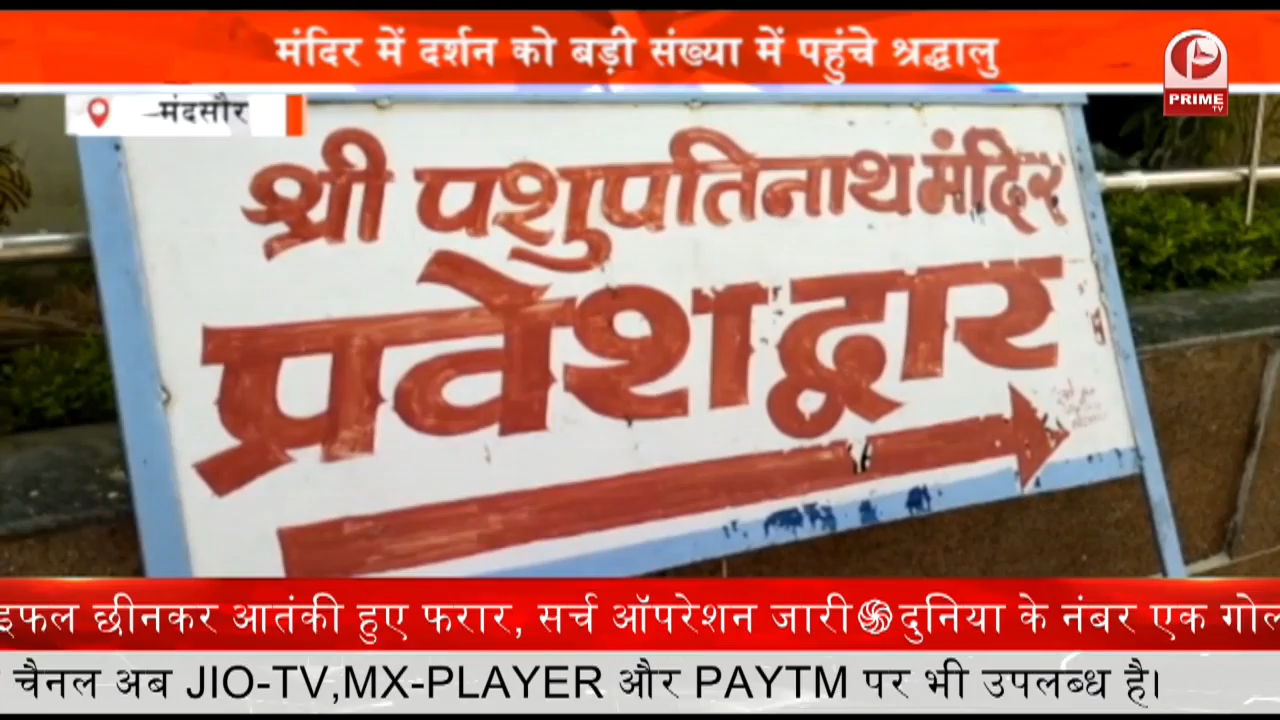 मंदिर में दर्शन को बड़ी संख्या में पहुंचे श्रद्धालु
मंदसौर
PRIME
TV
श्री पशुपतिनाथ मंदिर
प्रवेश द्वार
इफल छीनकर आतंकी हुए फरार, सर्च ऑपरेशन जारी दुनिया के नंबर एक गोल
चैनल अब JIO-TV,MX-PLAYER और PAYTM पर भी उपलब्ध है।